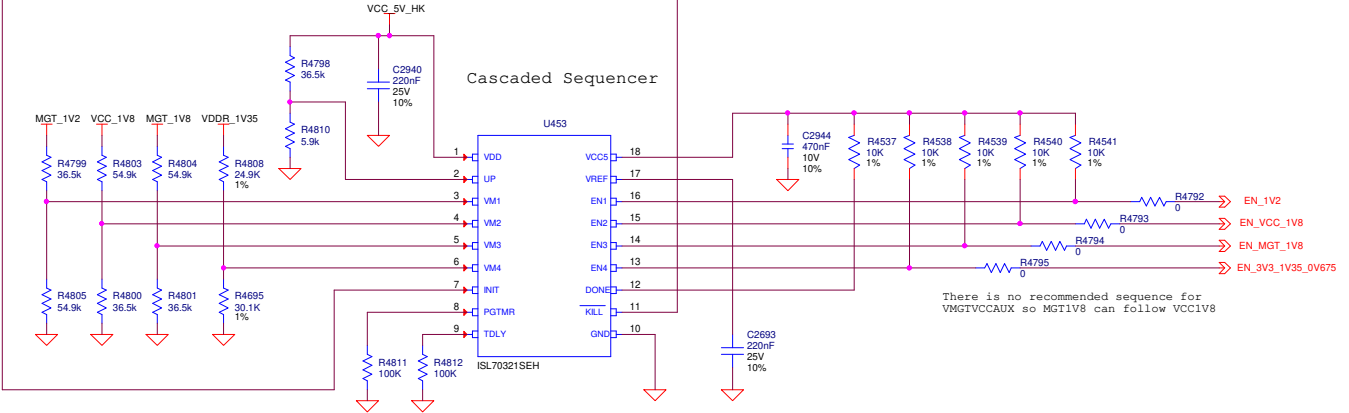 VCC_5V_HK
R4798
36.5k
C2940
220nF
25V
10%
R4810
5.9k
Cascaded Sequencer
MGT_1V2
VCC_1V8
MGT_1V8
VDDR_1V35
R4799
36.5k
R4803
54.9k
R4804
54.9k
R4808
24.9K
1%
R4805
54.9k
R4800
36.5k
R4801
36.5k
R4695
30.1K
1%
U453
1 VDD
2 UP
3 VM1
4 VM2
5 VM3
6 VM4
7 INIT
8 PGTMR
9 TDLY
VCC5 18
VREF 17
EN1 16
EN2 15
EN3 14
EN4 13
DONE 12
KILL 11
GND 10
ISL70321SEH
R4811
100K
R4812
100K
C2944
470nF
10V
10%
R4537
10K
1%
R4538
10K
1%
R4539
10K
1%
R4540
10K
1%
R4541
10K
1%
R4792
0
EN_1V2
R4793
0
EN_VCC_1V8
R4794
0
EN_MGT_1V8
R4795
0
EN_3V3_1V35_0V675
There is no recommended sequence for
VMGTVCCAUX so MGT1V8 can follow VCC1V8
C2693
220nF
25V
10%